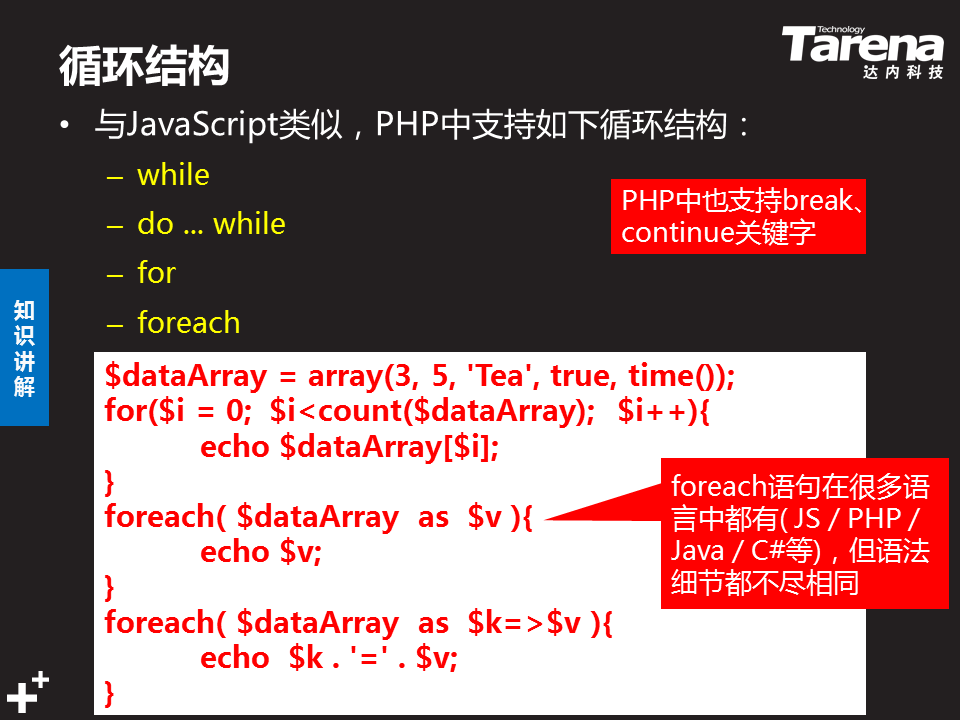 循环结构
Technology
Tarena
达内科技
• 与JavaScript类似，PHP中支持如下循环结构：
– while
– do ... while
– for
– foreach
PHP中也支持break、
continue关键字
知识讲解
$dataArray = array(3, 5, 'Tea', true, time());
for($i = 0;  $i<count($dataArray);  $i++){
echo $dataArray[$i];
}
foreach( $dataArray  as  $v ){
echo $v;
}
foreach( $dataArray  as  $k=>$v ){
echo  $k . '=' . $v;
}
foreach语句在很多语
言中都有( JS / PHP /
Java / C#等)，但语法
细节都不尽相同